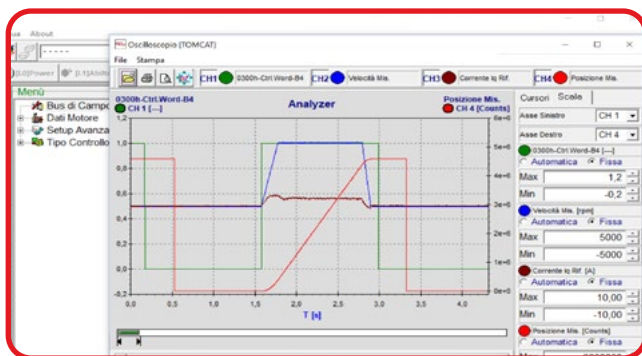 About
Oscilloscopio [TOMCAT]
File Stampa
CH1 0300h-Ctrl.Word-B4 CH2 Velocità Mis. CH3 Corrente Iq Rif. CH4 Posizione Mis.
Menù
Bus di Campo
Dati Motore
Setup Avanza
Tipo Controllo
0300h-Ctrl.Word-B4
CH 1 [---]
Analyzer
Posizione Mis.
CH 4 [Counts]
1,2
1,0
0,8
0,6
0,4
0,2
0,0
-0,2
6e+6
5e+6
4e+6
3e+6
2e+6
1e+6
0e+0
0,0 0,5 1,0 1,5 2,0 2,5 3,0 3,5 4,0
T [s]
Cursori Scale
Asse Sinistro CH 1
Asse Destro CH 4
0300h-Ctrl.Word-B4 [---]
Automatica Fissa
Max 1,2
Min -0,2
Velocità Mis. [rpm]
Automatica Fissa
Max 5000
Min -5000
Corrente Iq Rif. [A]
Automatica Fissa
Max 10,00
Min -10,00
Posizione Mis. [Counts]
Automatica Fissa